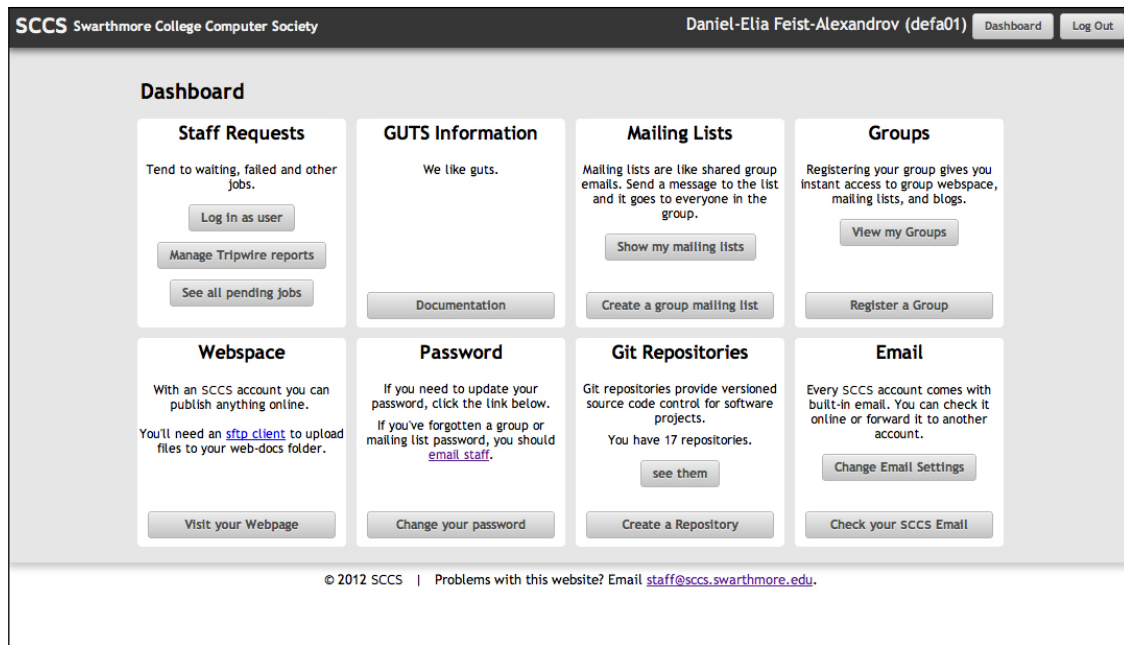 SCCS Swarthmore College Computer Society
Daniel-Elia Feist-Alexandrov (defa01)
Dashboard
Log Out
Dashboard
Staff Requests
Tend to waiting, failed and other
jobs.
Log in as user
Manage Tripwire reports
See all pending jobs
GUTS Information
We like guts.
Documentation
Mailing Lists
Mailing lists are like shared group
emails. Send a message to the list
and it goes to everyone in the
group.
Show my mailing lists
Create a group mailing list
Groups
Registering your group gives you
instant access to group webspace,
mailing lists, and blogs.
View my Groups
Register a Group
Webspace
With an SCCS account you can
publish anything online.
You'll need an sftp client to upload
files to your web-docs folder.
Visit your Webpage
Password
If you need to update your
password, click the link below.
If you've forgotten a group or
mailing list password, you should
email staff.
Change your password
Git Repositories
Git repositories provide versioned
source code control for software
projects.
You have 17 repositories.
see them
Create a Repository
Email
Every SCCS account comes with
built-in email. You can check it
online or forward it to another
account.
Change Email Settings
Check your SCCS Email
© 2012 SCCS | Problems with this website? Email staff@sccs.swarthmore.edu.